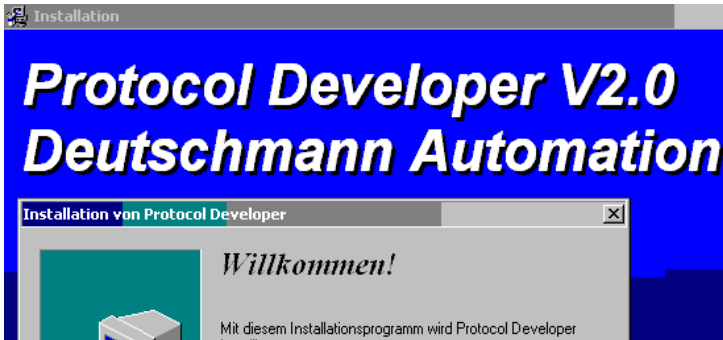 Installation
Protocol Developer V2.0
Deutschmann Automation
Installation von Protocol Developer
Willkommen!
Mit diesem Installationsprogramm wird Protocol Developer